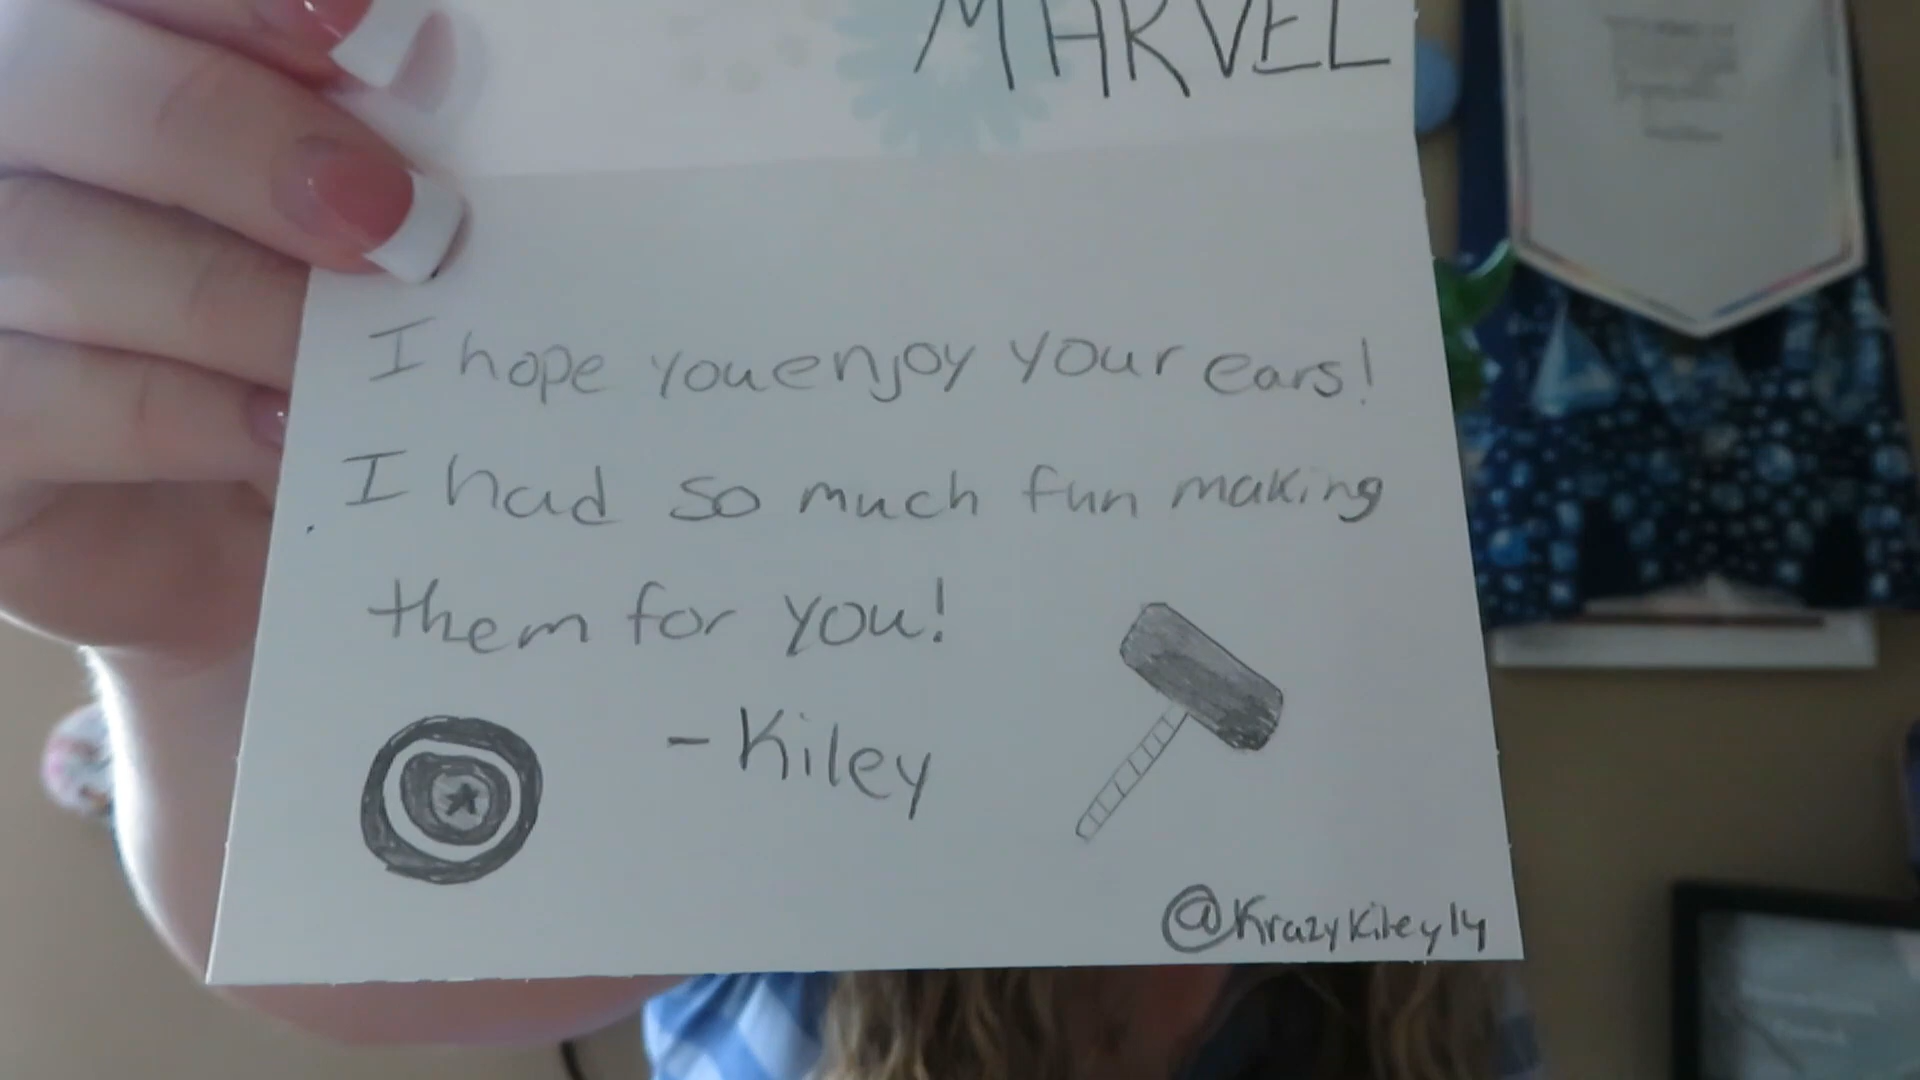 MARVEL
I hope you enjoy your ears!
I had so much fun making
them for you!
-Kiley
@KrazyKiley14